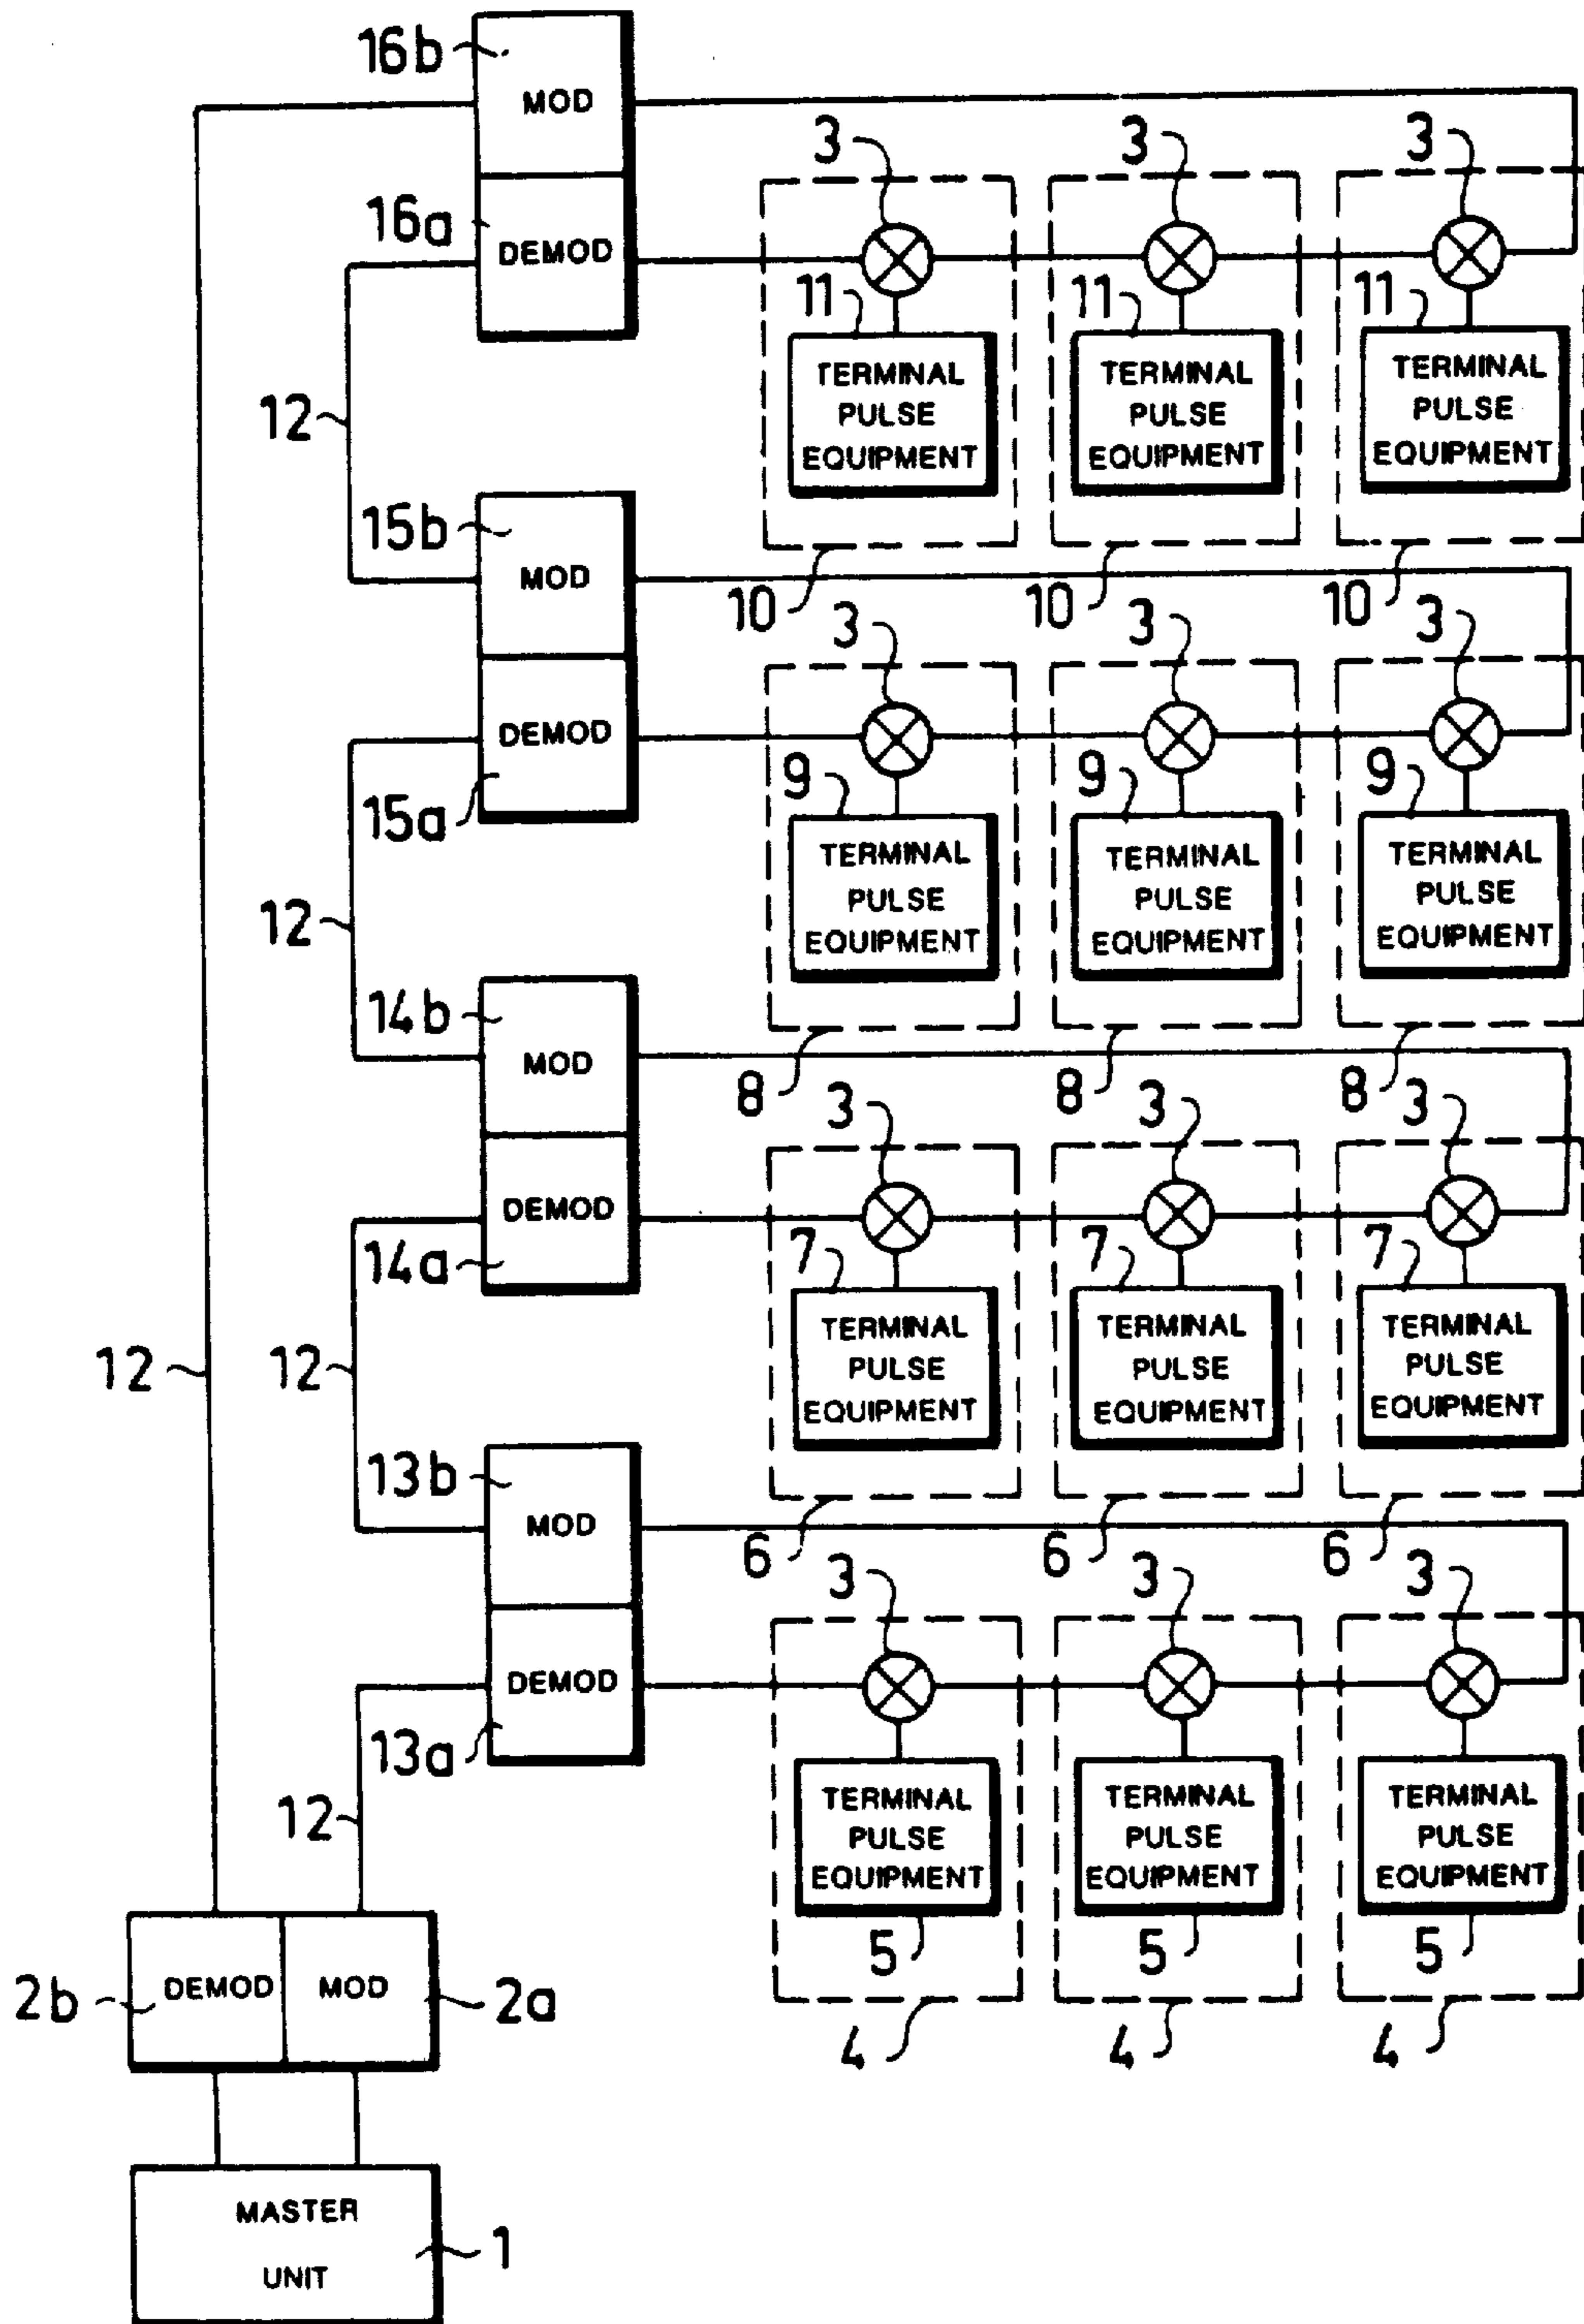 16b
MOD
3 3 3
16a
DEMOD
11 11 11
TERMINAL PULSE EQUIPMENT
TERMINAL PULSE EQUIPMENT
TERMINAL PULSE EQUIPMENT
12
15b
MOD
10 10 10
3 3 3
DEMOD
15a
9 9 9
TERMINAL PULSE EQUIPMENT
TERMINAL PULSE EQUIPMENT
TERMINAL PULSE EQUIPMENT
12
14b
MOD
8 8 8
3 3 3
DEMOD
14a
7 7 7
TERMINAL PULSE EQUIPMENT
TERMINAL PULSE EQUIPMENT
TERMINAL PULSE EQUIPMENT
12 12
13b
MOD
6 6 6
3 3 3
DEMOD
13a
12
TERMINAL PULSE EQUIPMENT
TERMINAL PULSE EQUIPMENT
TERMINAL PULSE EQUIPMENT
5 5 5
4 4 4
2b
DEMOD
MOD
2a
MASTER
UNIT
1